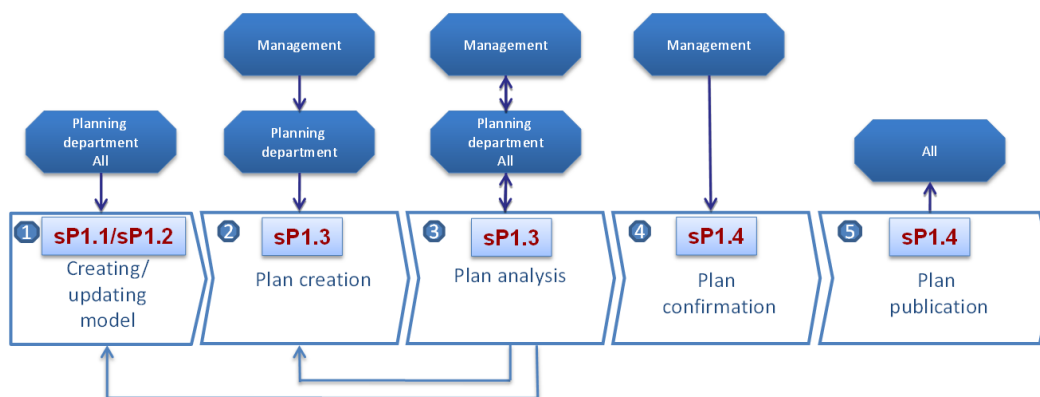 Management
Management
Management
Planning
department
All
Planning
department
Planning
department
All
All
1
sP1.1/sP1.2
Creating/
updating
model
2
sP1.3
Plan creation
3
sP1.3
Plan analysis
4
sP1.4
Plan
confirmation
5
sP1.4
Plan
publication